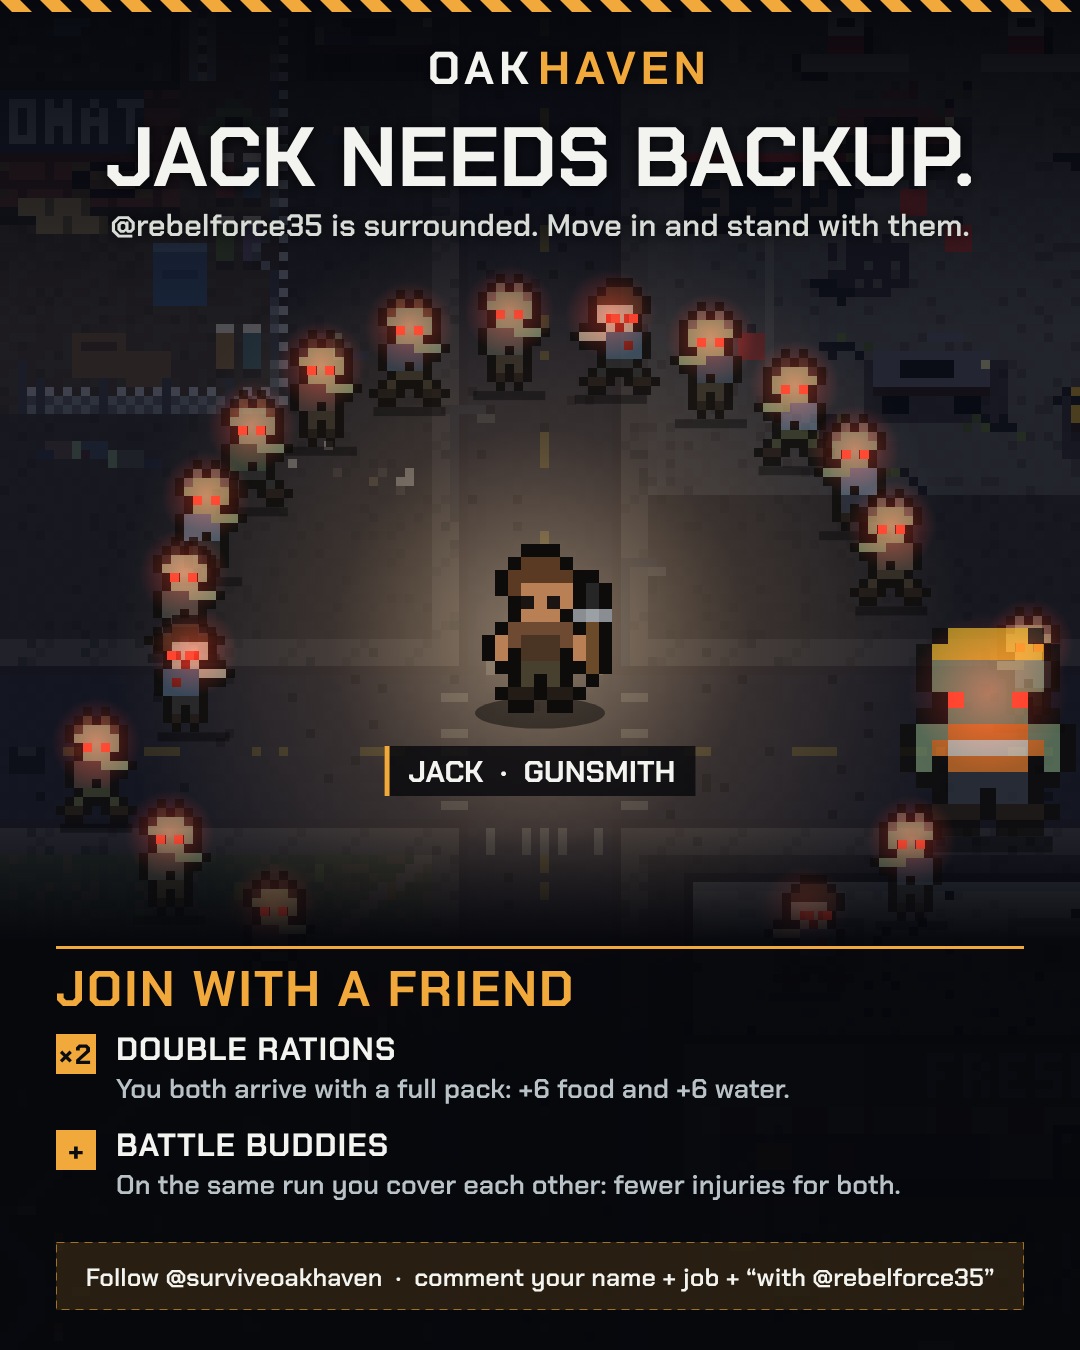 OMAT
OAKHAVEN
JACK NEEDS BACKUP.
@rebelforce35 is surrounded. Move in and stand with them.
JACK · GUNSMITH
JOIN WITH A FRIEND
×2 DOUBLE RATIONS
You both arrive with a full pack: +6 food and +6 water.
+ BATTLE BUDDIES
On the same run you cover each other: fewer injuries for both.
Follow @surviveoakhaven · comment your name + job + “with @rebelforce35”